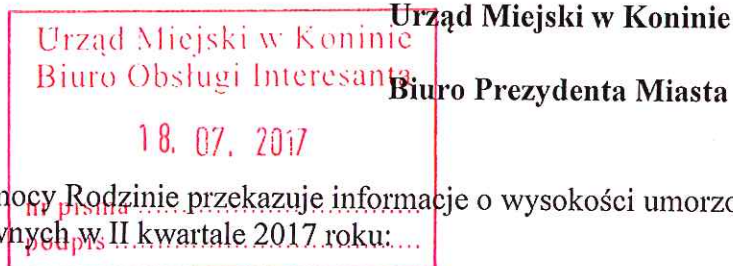 Urząd Miejski w Koninie
Urząd Miejski w Koninie
Biuro Obsługi Interesanta
Biuro Prezydenta Miasta
18. 07. 2017
mocy Rodzinie przekazuje informacje o wysokości umorzo
nr pisma
wnych w II kwartale 2017 roku:
podpis